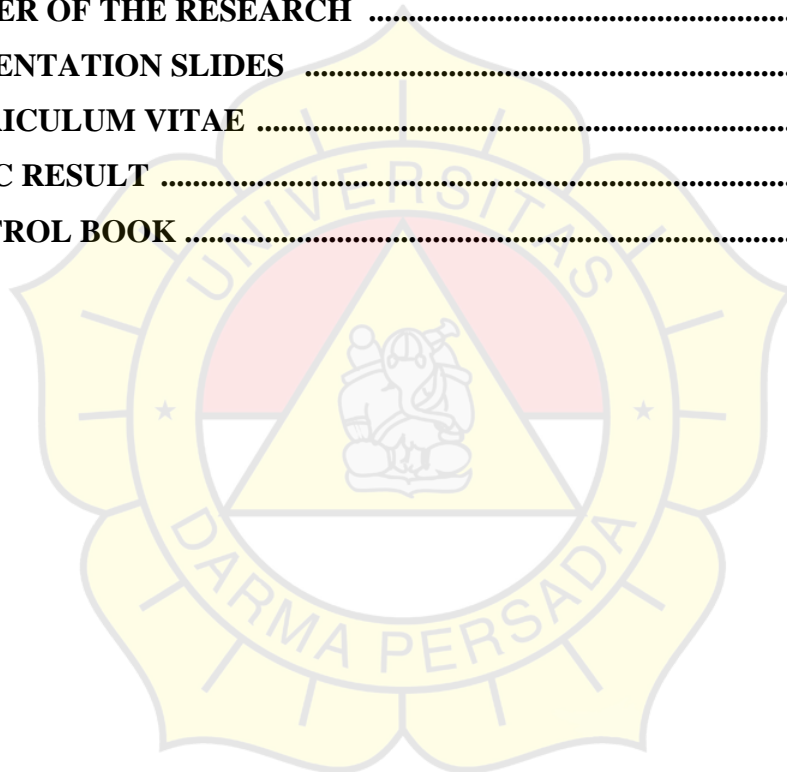 ER OF THE RESEARCH ....................................................
ENTATION SLIDES ............................................................
RICULUM VITAE ..................................................................
C RESULT ..............................................................................
TROL BOOK ...........................................................................
UNIVERSITAS
DARMA PERSADA